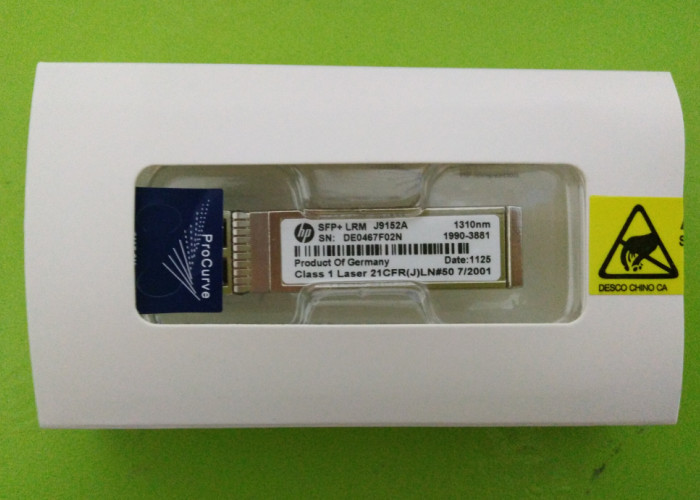 ProCurve
hp
SFP+ LRM J9152A 1310nm
SN: DE0467F02N 1990-3881
Product Of Germany Date:1125
Class 1 Laser 21CFR(J)LN#50 7/2001
DESCO CHINO CA